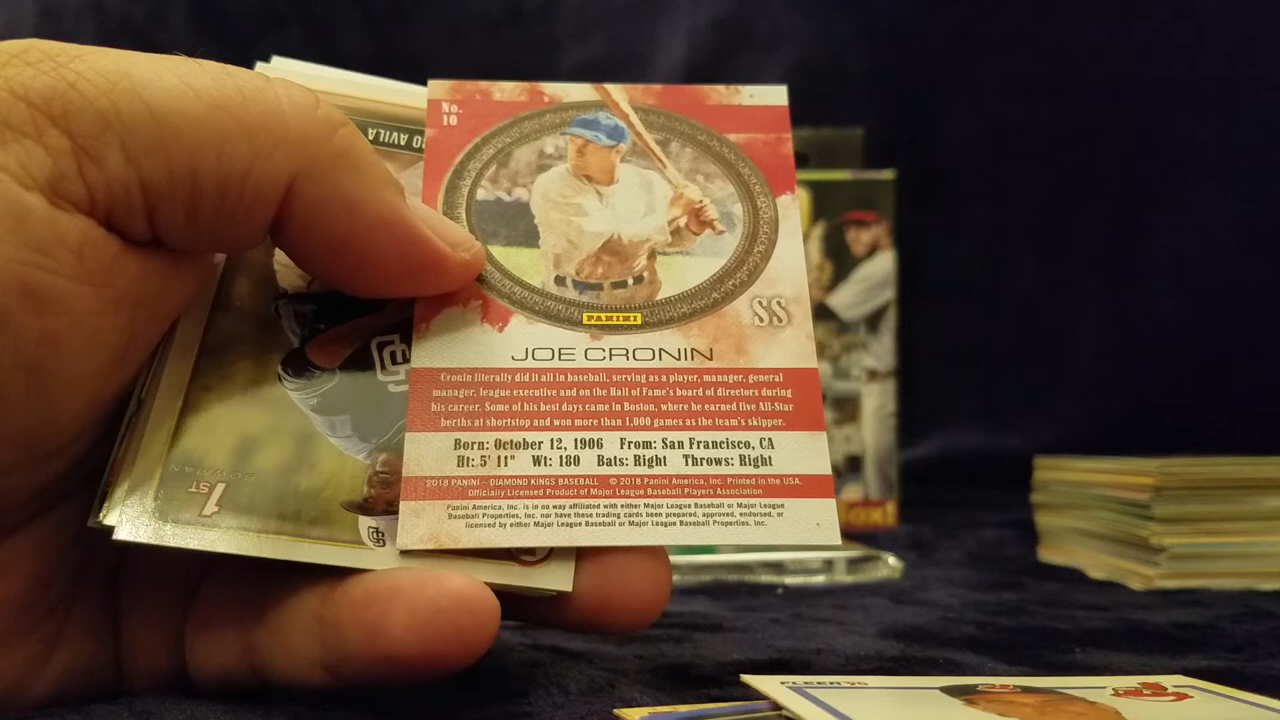 No.
10
GO AVILA
PANINI
SS
JOE CRONIN
Cronin literally did it all in baseball, serving as a player, manager, general
manager, league executive and on the Hall of Fame's board of directors during
his career. Some of his best days came in Boston, where he earned five All-Star
berths at shortstop and won more than 1,000 games as the team's skipper.
Born: October 12, 1906 From: San Francisco, CA
Ht: 5' 11" Wt: 180 Bats: Right Throws: Right
2018 PANINI – DIAMOND KINGS BASEBALL © 2018 Panini America, Inc. Printed in the USA.
Officially Licensed Product of Major League Baseball Players Association
Panini America, Inc. is in no way affiliated with either Major League Baseball or Major League
Baseball Properties, Inc. nor have these trading cards been prepared, approved, endorsed, or
licensed by either Major League Baseball or Major League Baseball Properties, Inc.
1ST
BOWMAN
FLEER